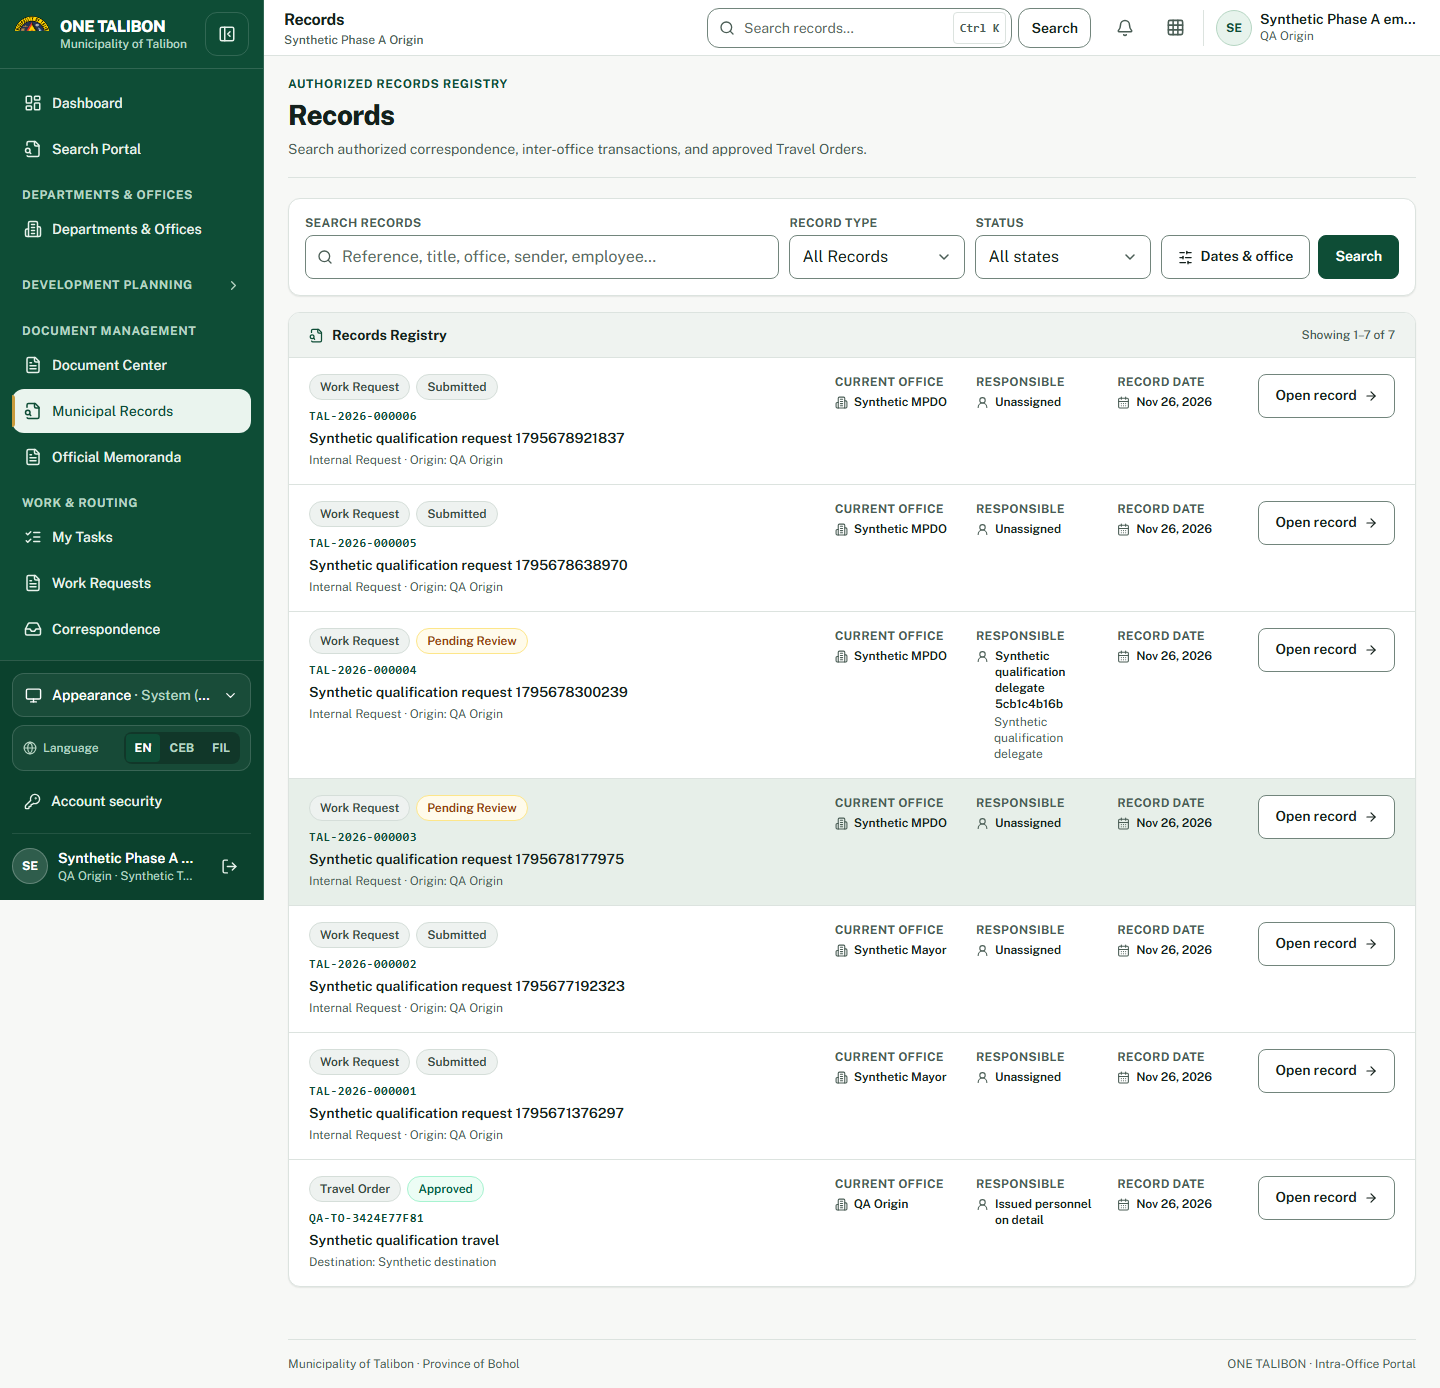 ONE TALIBON
Municipality of Talibon
Dashboard
Search Portal
DEPARTMENTS & OFFICES
Departments & Offices
DEVELOPMENT PLANNING
DOCUMENT MANAGEMENT
Document Center
Municipal Records
Official Memoranda
WORK & ROUTING
My Tasks
Work Requests
Correspondence
Appearance · System (...
Language EN CEB FIL
Account security
SE
Synthetic Phase A ...
QA Origin · Synthetic T...
Records
Synthetic Phase A Origin
Search records...
Ctrl K
Search
SE
Synthetic Phase A em...
QA Origin
AUTHORIZED RECORDS REGISTRY
Records
Search authorized correspondence, inter-office transactions, and approved Travel Orders.
SEARCH RECORDS
Reference, title, office, sender, employee...
RECORD TYPE
All Records
STATUS
All states
Dates & office
Search
Records Registry
Showing 1–7 of 7
Work Request Submitted
TAL-2026-000006
Synthetic qualification request 1795678921837
Internal Request · Origin: QA Origin
CURRENT OFFICE
Synthetic MPDO
RESPONSIBLE
Unassigned
RECORD DATE
Nov 26, 2026
Open record
Work Request Submitted
TAL-2026-000005
Synthetic qualification request 1795678638970
Internal Request · Origin: QA Origin
CURRENT OFFICE
Synthetic MPDO
RESPONSIBLE
Unassigned
RECORD DATE
Nov 26, 2026
Open record
Work Request Pending Review
TAL-2026-000004
Synthetic qualification request 1795678300239
Internal Request · Origin: QA Origin
CURRENT OFFICE
Synthetic MPDO
RESPONSIBLE
Synthetic
qualification
delegate
5cb1c4b16b
Synthetic
qualification
delegate
RECORD DATE
Nov 26, 2026
Open record
Work Request Pending Review
TAL-2026-000003
Synthetic qualification request 1795678177975
Internal Request · Origin: QA Origin
CURRENT OFFICE
Synthetic MPDO
RESPONSIBLE
Unassigned
RECORD DATE
Nov 26, 2026
Open record
Work Request Submitted
TAL-2026-000002
Synthetic qualification request 1795677192323
Internal Request · Origin: QA Origin
CURRENT OFFICE
Synthetic Mayor
RESPONSIBLE
Unassigned
RECORD DATE
Nov 26, 2026
Open record
Work Request Submitted
TAL-2026-000001
Synthetic qualification request 1795671376297
Internal Request · Origin: QA Origin
CURRENT OFFICE
Synthetic Mayor
RESPONSIBLE
Unassigned
RECORD DATE
Nov 26, 2026
Open record
Travel Order Approved
QA-TO-3424E77F81
Synthetic qualification travel
Destination: Synthetic destination
CURRENT OFFICE
QA Origin
RESPONSIBLE
Issued personnel
on detail
RECORD DATE
Nov 26, 2026
Open record
Municipality of Talibon · Province of Bohol
ONE TALIBON · Intra-Office Portal